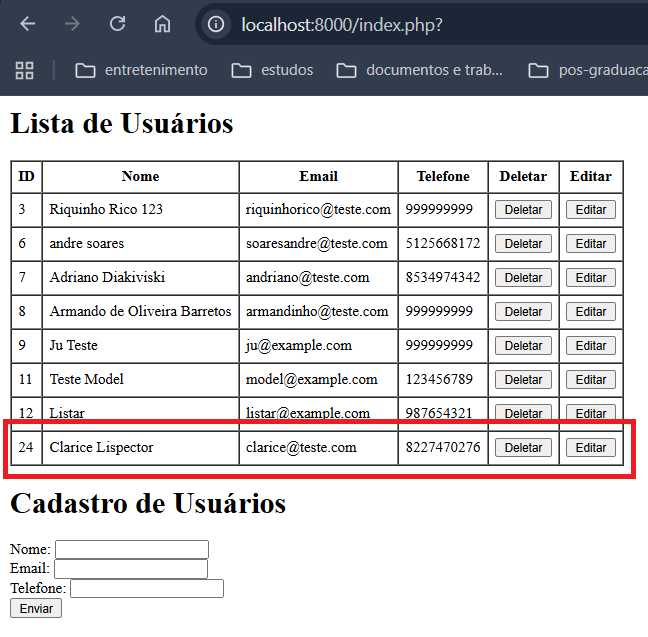 localhost:8000/index.php?
entretenimento estudos documentos e trab... pos-graduaca
Lista de Usuários
ID Nome Email Telefone Deletar Editar
3 Riquinho Rico 123 riquinhorico@teste.com 999999999 Deletar Editar
6 andre soares soaresandre@teste.com 5125668172 Deletar Editar
7 Adriano Diakiviski andriano@teste.com 8534974342 Deletar Editar
8 Armando de Oliveira Barretos armandinho@teste.com 999999999 Deletar Editar
9 Ju Teste ju@example.com 999999999 Deletar Editar
11 Teste Model model@example.com 123456789 Deletar Editar
12 Listar listar@example.com 987654321 Deletar Editar
24 Clarice Lispector clarice@teste.com 8227470276 Deletar Editar
Cadastro de Usuários
Nome:
Email:
Telefone:
Enviar